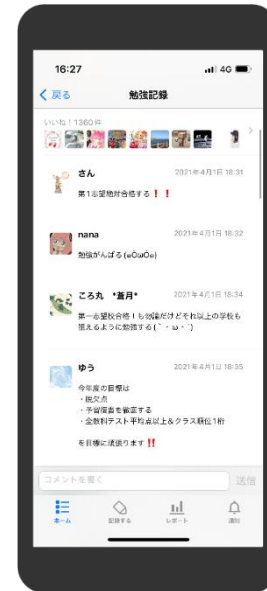 16:27
4G
戻る
勉強記録
いいね！1360件
さん
2021年4月1日 18:31
第1志望絶対合格する❗❗
nana
2021年4月1日 18:32
勉強がんばる
ころ丸 *蒼月*
2021年4月1日 18:34
第一志望校合格！も勿論だけどそれ以上の学校も
狙えるように勉強する(｀・ω・´)
ゆう
2021年4月1日 18:35
今年度の目標は
・脱欠点
・予習復習を徹底する
・全教科テスト平均点以上&クラス順位1桁
を目標に頑張ります‼️
コメントを書く
送信
ホーム
記録する
レポート
通知